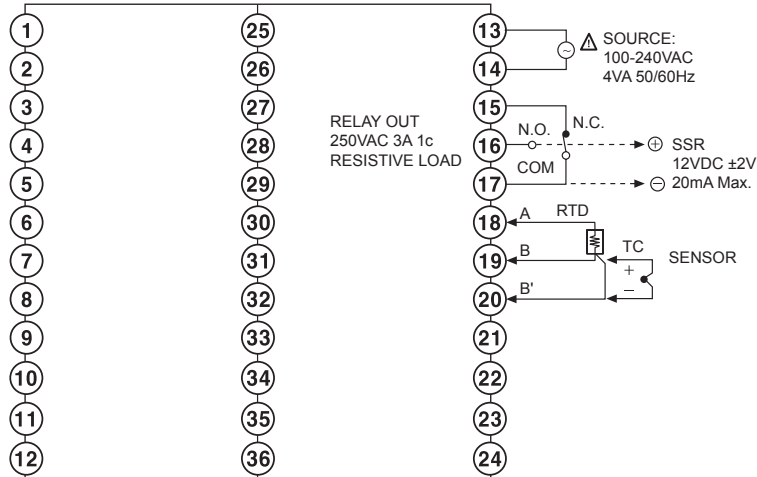 1
2
3
4
5
6
7
8
9
10
11
12
25
26
27
28
29
30
31
32
33
34
35
36
13
14
15
16
17
18
19
20
21
22
23
24
SOURCE:
100-240VAC
4VA 50/60Hz
RELAY OUT
250VAC 3A 1c
RESISTIVE LOAD
N.O.
N.C.
COM
SSR
12VDC ±2V
20mA Max.
A
RTD
B
B'
TC
+
−
SENSOR